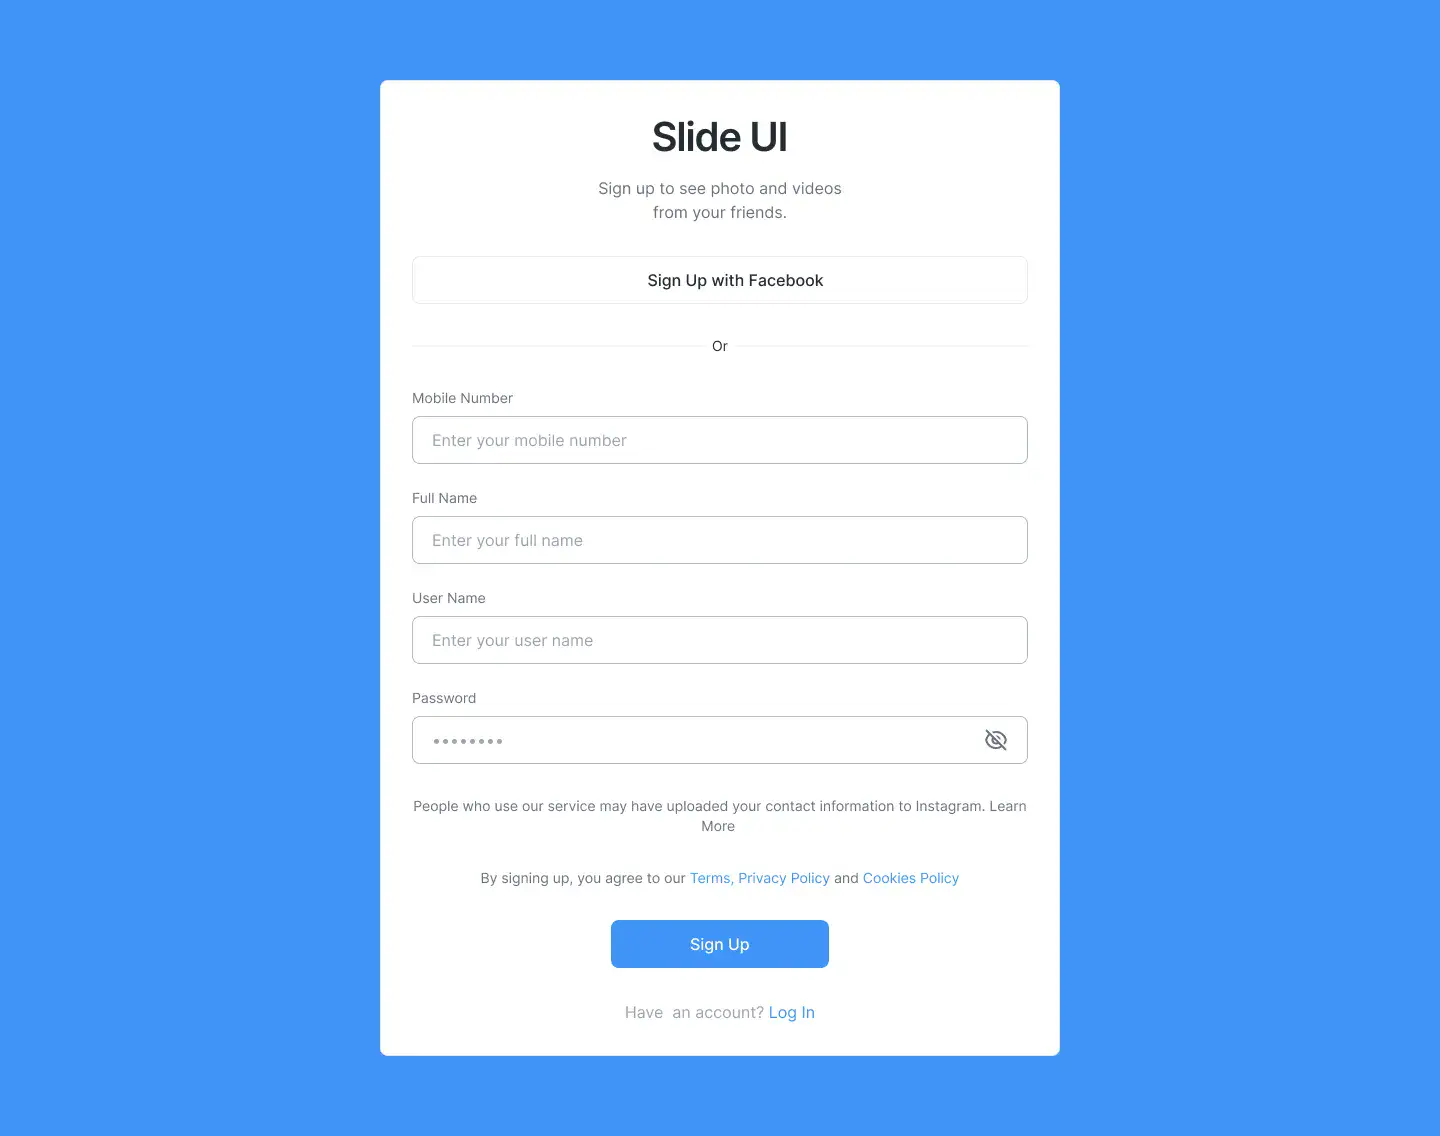 Slide UI
Sign up to see photo and videos
from your friends.
Sign Up with Facebook
Or
Mobile Number
Enter your mobile number
Full Name
Enter your full name
User Name
Enter your user name
Password
••••••••
People who use our service may have uploaded your contact information to Instagram. Learn
More
By signing up, you agree to our Terms, Privacy Policy and Cookies Policy
Sign Up
Have  an account? Log In